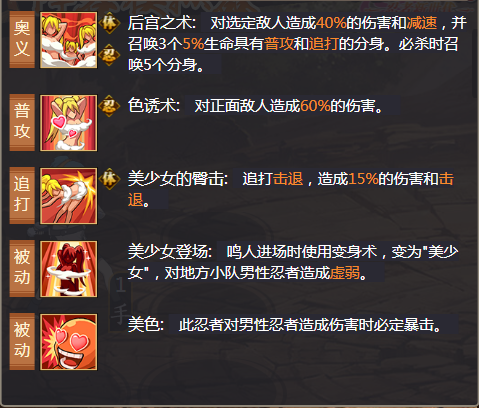 奥义
体
忍
后宫之术: 对选定敌人造成40%的伤害和减速,并
召唤3个5%生命具有普攻和追打的分身。必杀时召
唤5个分身。
普攻
忍
色诱术: 对正面敌人造成60%的伤害。
追打
体
美少女的臀击: 追打击退,造成15%的伤害和击
退。
被动
美少女登场: 鸣人进场时使用变身术,变为"美少
女",对地方小队男性忍者造成虚弱。
1
手
被动
美色: 此忍者对男性忍者造成伤害时必定暴击。